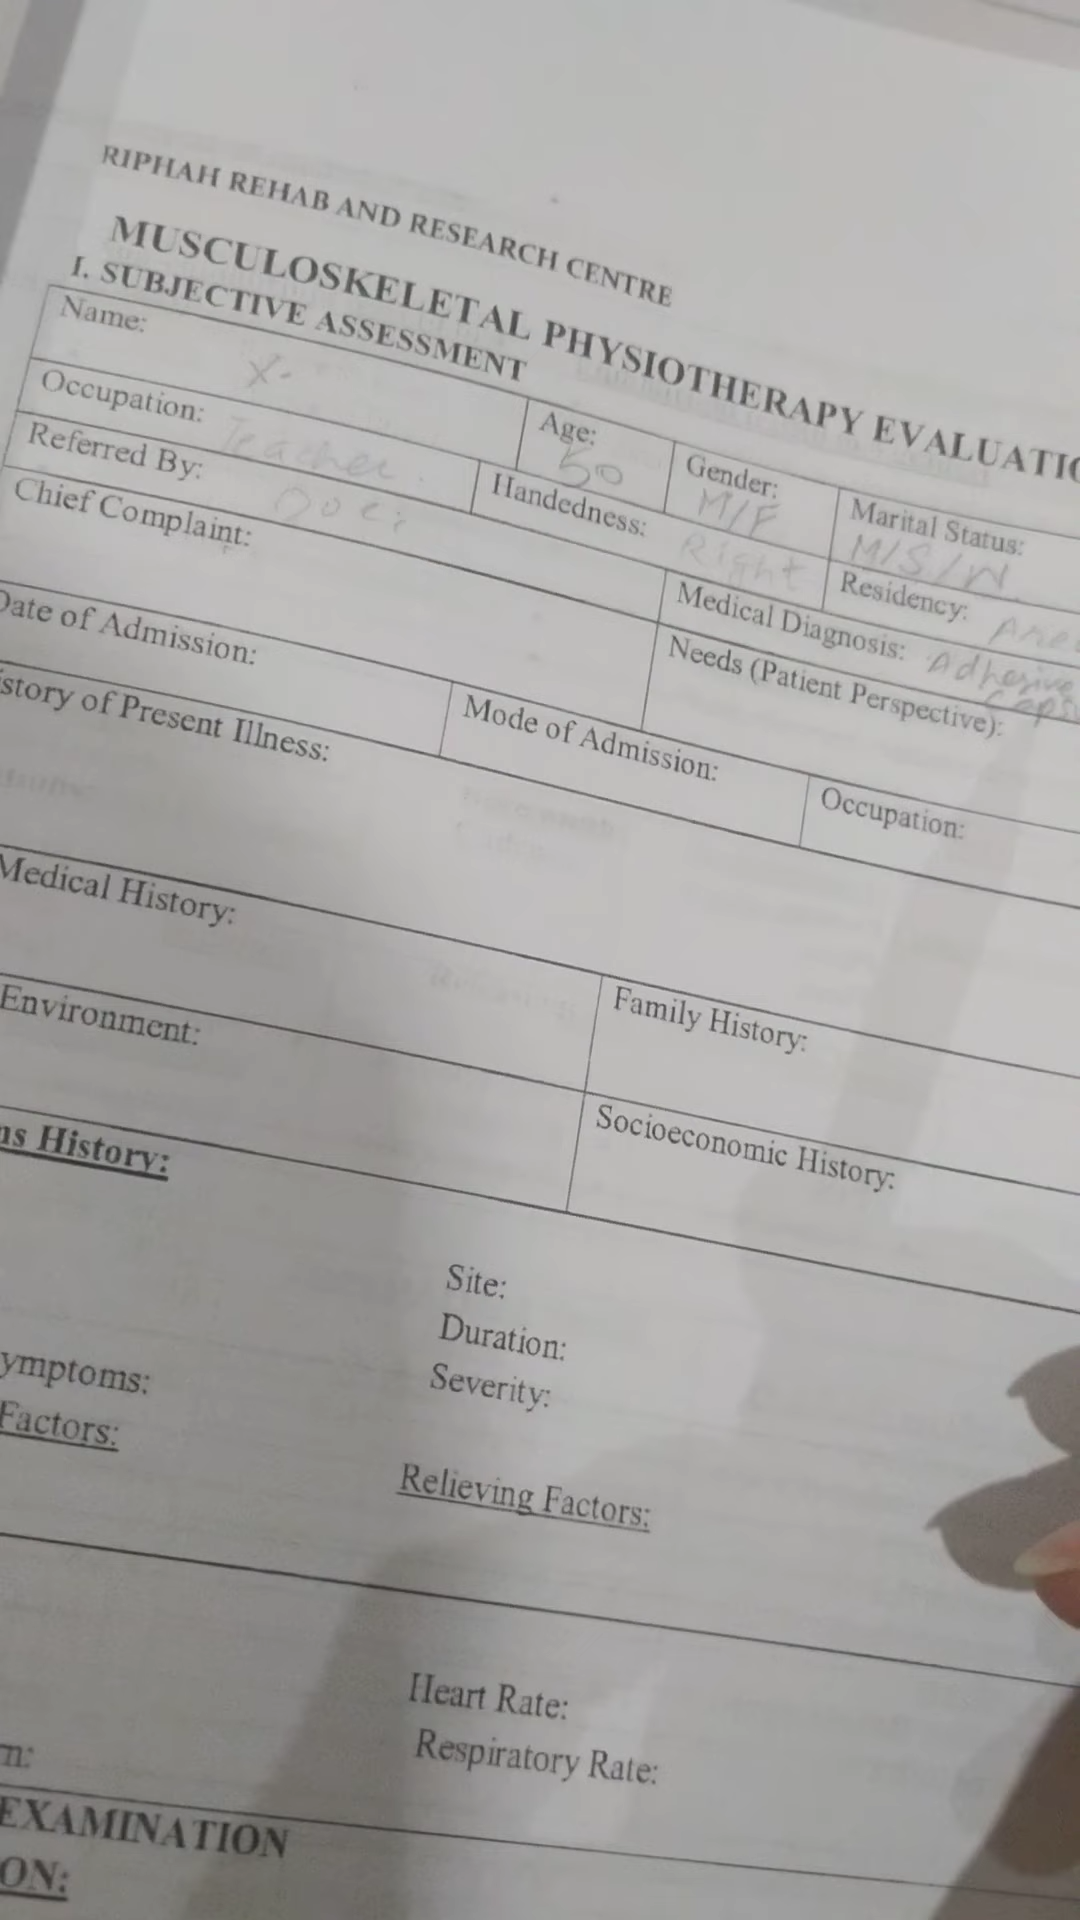 RIPHAH REHAB AND RESEARCH CENTRE
MUSCULOSKELETAL PHYSIOTHERAPY EVALUATIO
I. SUBJECTIVE ASSESSMENT
Name: X. Age: 50 Gender: M/F Marital Status: M/S/W
Occupation: Teacher. Handedness: Right Residency:
Referred By: Medical Diagnosis: Adhesive Caps
Chief Complaint: Needs (Patient Perspective):
Date of Admission: Mode of Admission: Occupation:
istory of Present Illness:
Medical History: Family History:
Environment: Socioeconomic History:
ns History:
Site:
Duration:
ymptoms: Severity:
Factors: Relieving Factors:
Heart Rate:
Respiratory Rate:
EXAMINATION
ON: